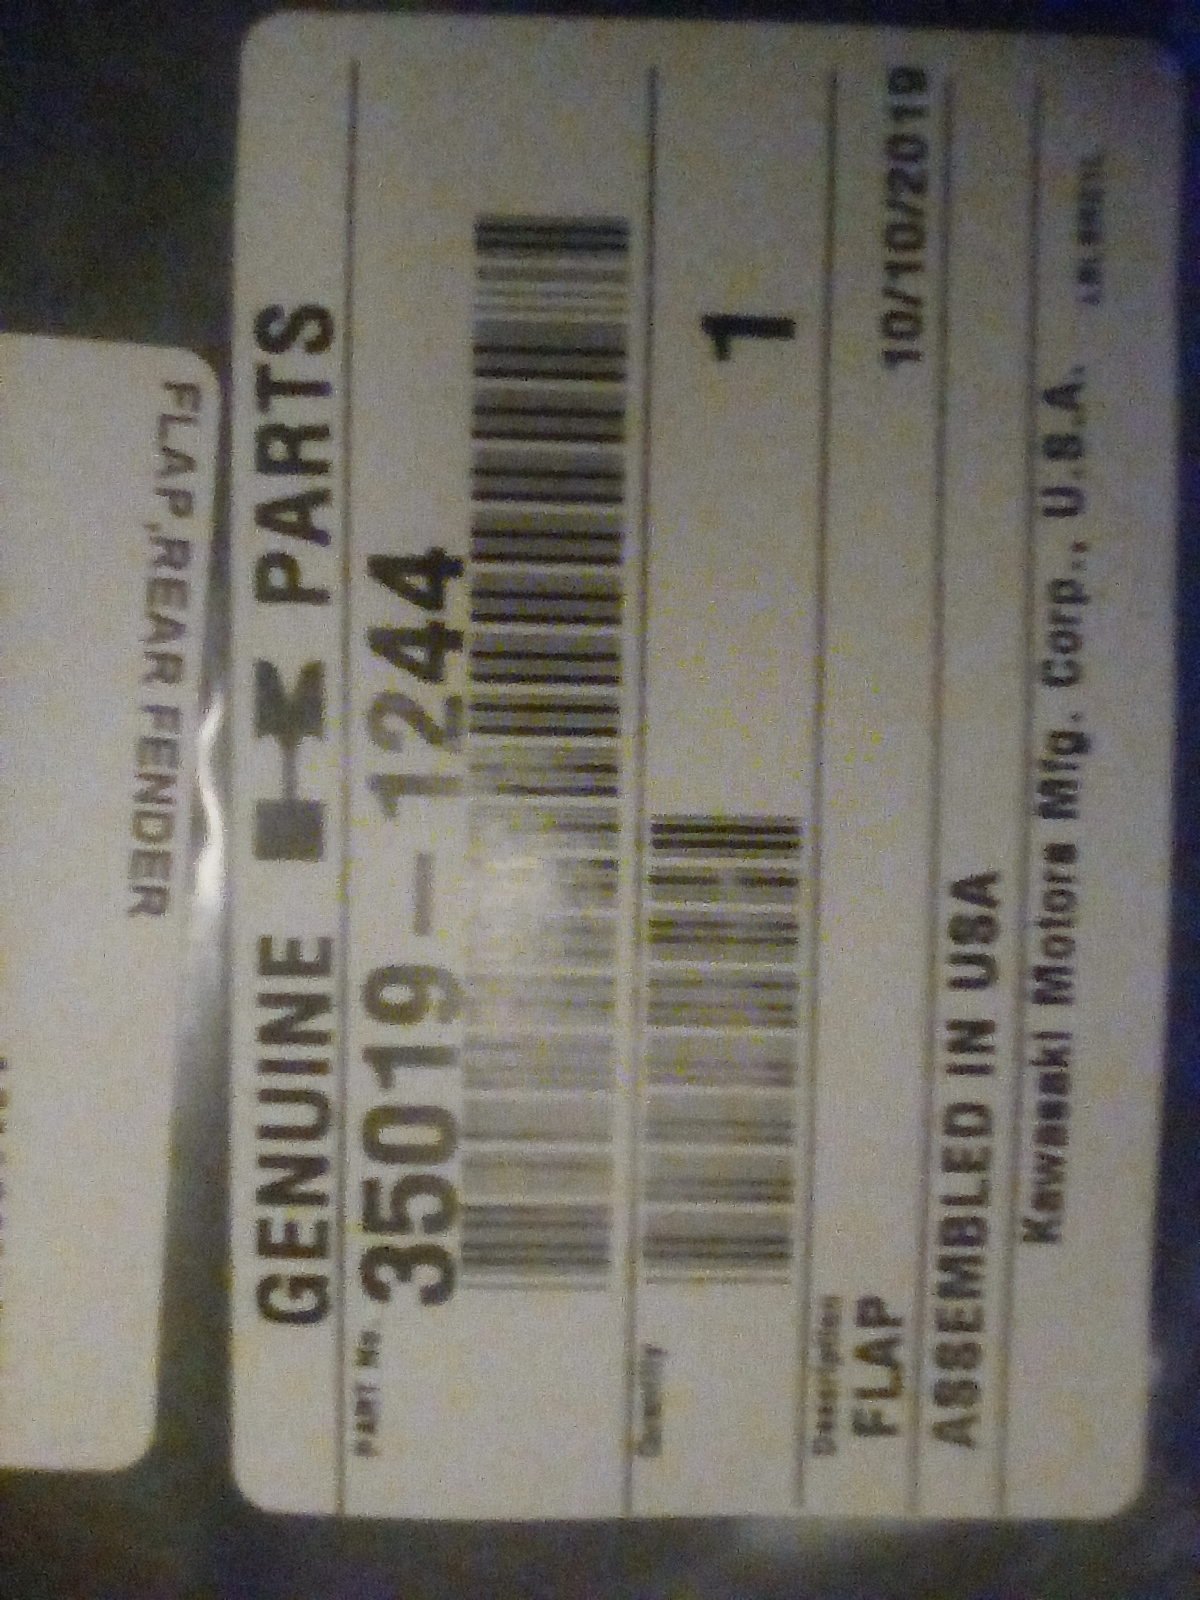 FLAP,REAR FENDER
GENUINE PARTS
PART No. 35019-1244
Quantity 1
Description
FLAP 10/10/2019
ASSEMBLED IN USA
Kawasaki Motors Mfg. Corp., U.S.A.